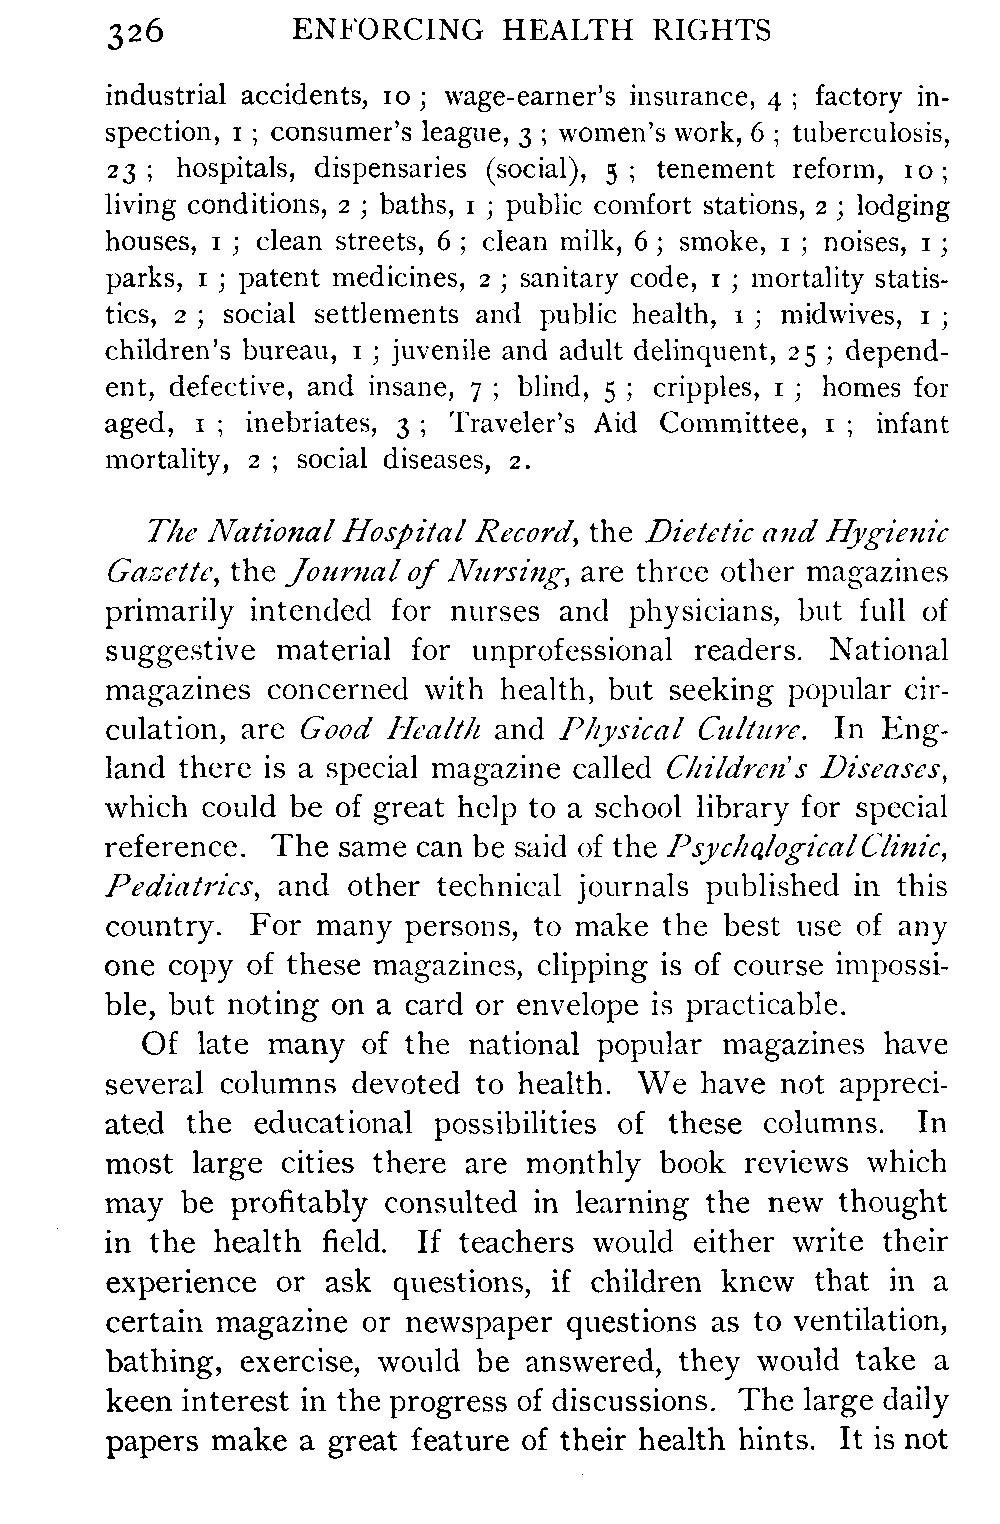 326 ENFORCING HEALTH RIGHTS
industrial accidents, 10 ; wage-earner's insurance, 4 ; factory in-
spection, 1 ; consumer's league, 3 ; women's work, 6 ; tuberculosis,
23 ; hospitals, dispensaries (social), 5 ; tenement reform, 10 ;
living conditions, 2 ; baths, 1 ; public comfort stations, 2 ; lodging
houses, 1 ; clean streets, 6 ; clean milk, 6 ; smoke, 1 ; noises, 1 ;
parks, 1 ; patent medicines, 2 ; sanitary code, 1 ; mortality statis-
tics, 2 ; social settlements and public health, 1 ; midwives, 1 ;
children's bureau, 1 ; juvenile and adult delinquent, 25 ; depend-
ent, defective, and insane, 7 ; blind, 5 ; cripples, 1 ; homes for
aged, 1 ; inebriates, 3 ; Traveler's Aid Committee, 1 ; infant
mortality, 2 ; social diseases, 2.
The National Hospital Record, the Dietetic and Hygienic
Gazette, the Journal of Nursing, are three other magazines
primarily intended for nurses and physicians, but full of
suggestive material for unprofessional readers. National
magazines concerned with health, but seeking popular cir-
culation, are Good Health and Physical Culture. In Eng-
land there is a special magazine called Children's Diseases,
which could be of great help to a school library for special
reference. The same can be said of the Psychological Clinic,
Pediatrics, and other technical journals published in this
country. For many persons, to make the best use of any
one copy of these magazines, clipping is of course impossi-
ble, but noting on a card or envelope is practicable.
Of late many of the national popular magazines have
several columns devoted to health. We have not appreci-
ated the educational possibilities of these columns. In
most large cities there are monthly book reviews which
may be profitably consulted in learning the new thought
in the health field. If teachers would either write their
experience or ask questions, if children knew that in a
certain magazine or newspaper questions as to ventilation,
bathing, exercise, would be answered, they would take a
keen interest in the progress of discussions. The large daily
papers make a great feature of their health hints. It is not